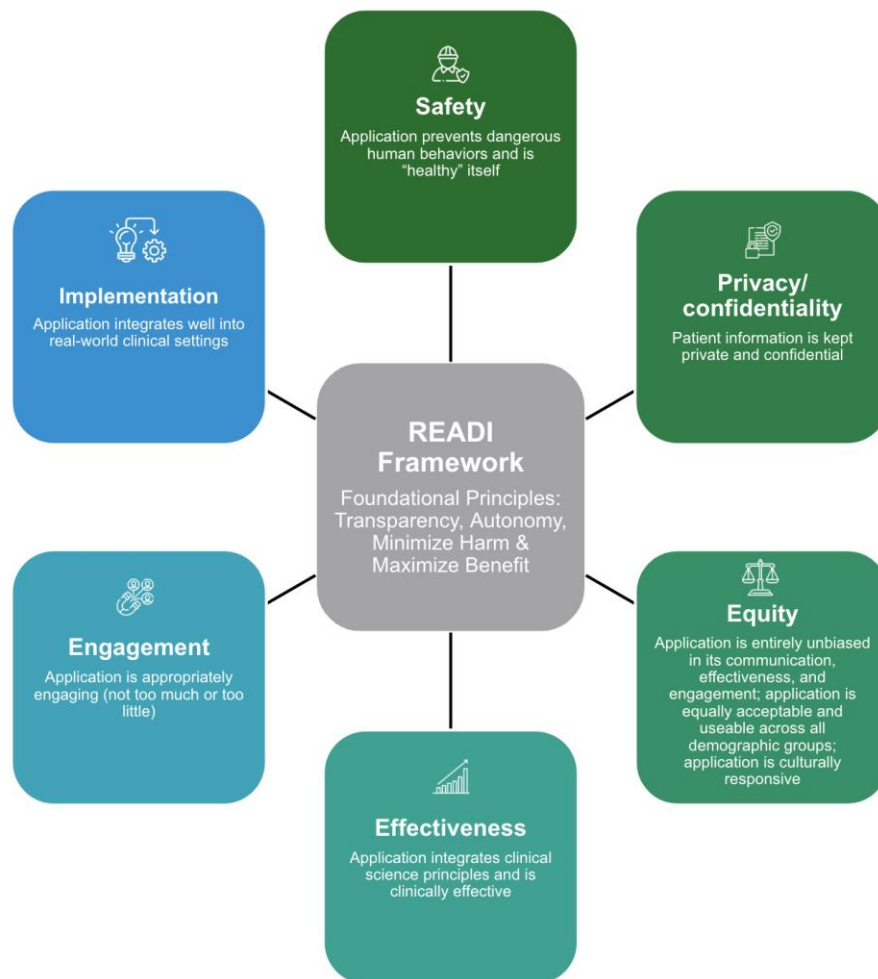 Safety
Application prevents dangerous
human behaviors and is
“healthy” itself
Implementation
Application integrates well into
real-world clinical settings
Privacy/
confidentiality
Patient information is kept
private and confidential
READI
Framework
Foundational Principles:
Transparency, Autonomy,
Minimize Harm &
Maximize Benefit
Engagement
Application is appropriately
engaging (not too much or too
little)
Equity
Application is entirely unbiased
in its communication,
effectiveness, and
engagement; application is
equally acceptable and
useable across all
demographic groups;
application is culturally
responsive
Effectiveness
Application integrates clinical
science principles and is
clinically effective